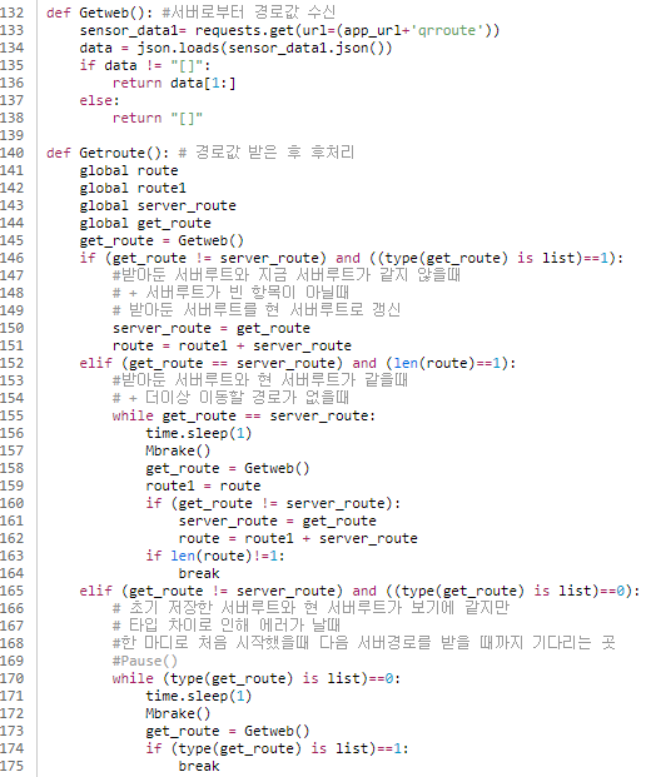 132 def Getweb(): #서버로부터 경로값 수신
133     sensor_data1= requests.get(url=(app_url+'qrroute'))
134     data = json.loads(sensor_data1.json())
135     if data != "[]":
136         return data[1:]
137     else:
138         return "[]"
139
140 def Getroute(): # 경로값 받은 후 후처리
141     global route
142     global route1
143     global server_route
144     global get_route
145     get_route = Getweb()
146     if (get_route != server_route) and ((type(get_route) is list)==1):
147         #받아둔 서버루트와 지금 서버루트가 같지 않을때
148         # + 서버루트가 빈 항목이 아닐때
149         # 받아둔 서버루트를 현 서버루트로 갱신
150         server_route = get_route
151         route = route1 + server_route
152     elif (get_route == server_route) and (len(route)==1):
153         #받아둔 서버루트와 현 서버루트가 같을때
154         # + 더이상 이동할 경로가 없을때
155         while get_route == server_route:
156             time.sleep(1)
157             Mbrake()
158             get_route = Getweb()
159             route1 = route
160             if (get_route != server_route):
161                 server_route = get_route
162                 route = route1 + server_route
163             if len(route)!=1:
164                 break
165     elif (get_route != server_route) and ((type(get_route) is list)==0):
166         # 초기 저장한 서버루트와 현 서버루트가 보기에 같지만
167         # 타입 차이로 인해 에러가 날때
168         #한 마디로 처음 시작했을때 다음 서버경로를 받을 때까지 기다리는 곳
169         #Pause()
170         while (type(get_route) is list)==0:
171             time.sleep(1)
172             Mbrake()
173             get_route = Getweb()
174             if (type(get_route) is list)==1:
175                 break